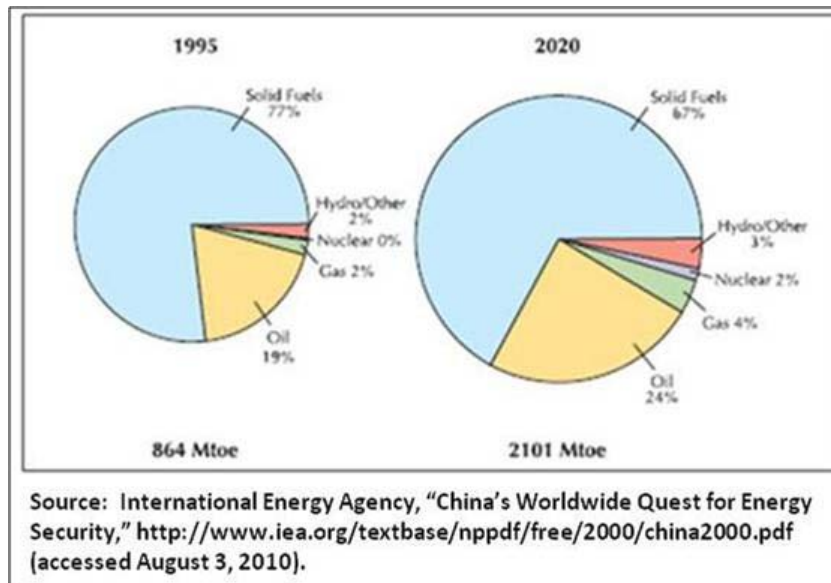 1995
2020
Solid Fuels
77%
Hydro/Other
2%
Nuclear 0%
Gas 2%
Oil
19%
Solid Fuels
67%
Hydro/Other
3%
Nuclear 2%
Gas 4%
Oil
24%
864 Mtoe
2101 Mtoe
Source: International Energy Agency, “China’s Worldwide Quest for Energy
Security,” http://www.iea.org/textbase/nppdf/free/2000/china2000.pdf
(accessed August 3, 2010).